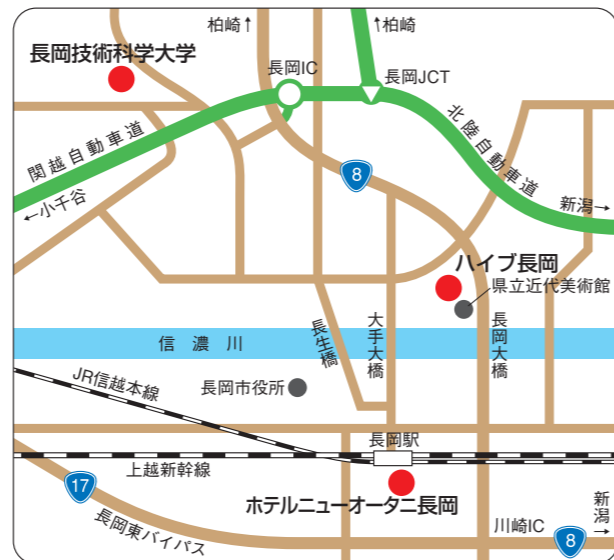 柏崎↑
↑柏崎
長岡技術科学大学
長岡IC
長岡JCT
関越自動車道
北陸自動車道
8
←小千谷
新潟→
ハイブ長岡
県立近代美術館
信濃川
長生橋
大手大橋
長岡大橋
JR信越本線
長岡市役所
長岡駅
上越新幹線
17
ホテルニューオータニ長岡
長岡東バイパス
川崎IC
8
新潟→